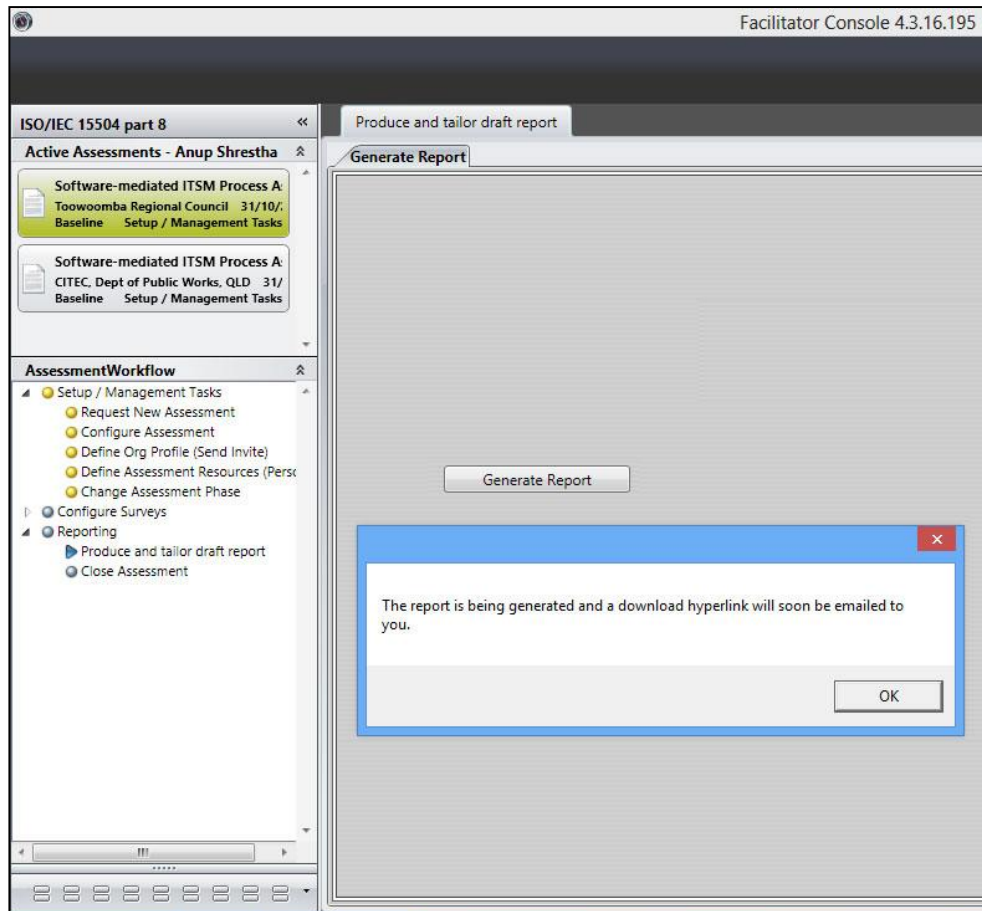 Facilitator Console 4.3.16.195
ISO/IEC 15504 part 8
«
Active Assessments - Anup Shrestha
Software-mediated ITSM Process A
Toowoomba Regional Council 31/10/
Baseline Setup / Management Tasks
Software-mediated ITSM Process A
CITEC, Dept of Public Works, QLD 31/
Baseline Setup / Management Tasks
AssessmentWorkflow
Setup / Management Tasks
Request New Assessment
Configure Assessment
Define Org Profile (Send Invite)
Define Assessment Resources (Perso
Change Assessment Phase
Configure Surveys
Reporting
Produce and tailor draft report
Close Assessment
Produce and tailor draft report
Generate Report
Generate Report
The report is being generated and a download hyperlink will soon be emailed to
you.
OK